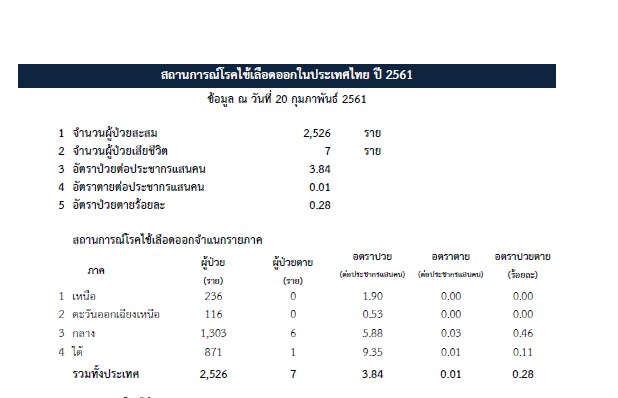 สถานการณ์โรคไข้เลือดออกในประเทศไทย ปี 2561
ข้อมูล ณ วันที่ 20 กุมภาพันธ์ 2561
1 จำนวนผู้ป่วยสะสม 2,526 ราย
2 จำนวนผู้ป่วยเสียชีวิต 7 ราย
3 อัตราป่วยต่อประชากรแสนคน 3.84
4 อัตราตายต่อประชากรแสนคน 0.01
5 อัตราป่วยตายร้อยละ 0.28
สถานการณ์โรคไข้เลือดออกจำแนกรายภาค
ภาค ผู้ป่วย ผู้ป่วยตาย อตราปวย อตราตาย อตราปวยตาย
(ราย) (ราย) (ต่อประชากรแสนคน) (ต่อประชากรแสนคน) (ร้อยละ)
1 เหนือ 236 0 1.90 0.00 0.00
2 ตะวันออกเฉียงเหนือ 116 0 0.53 0.00 0.00
3 กลาง 1,303 6 5.88 0.03 0.46
4 ใต้ 871 1 9.35 0.01 0.11
รวมทั้งประเทศ 2,526 7 3.84 0.01 0.28